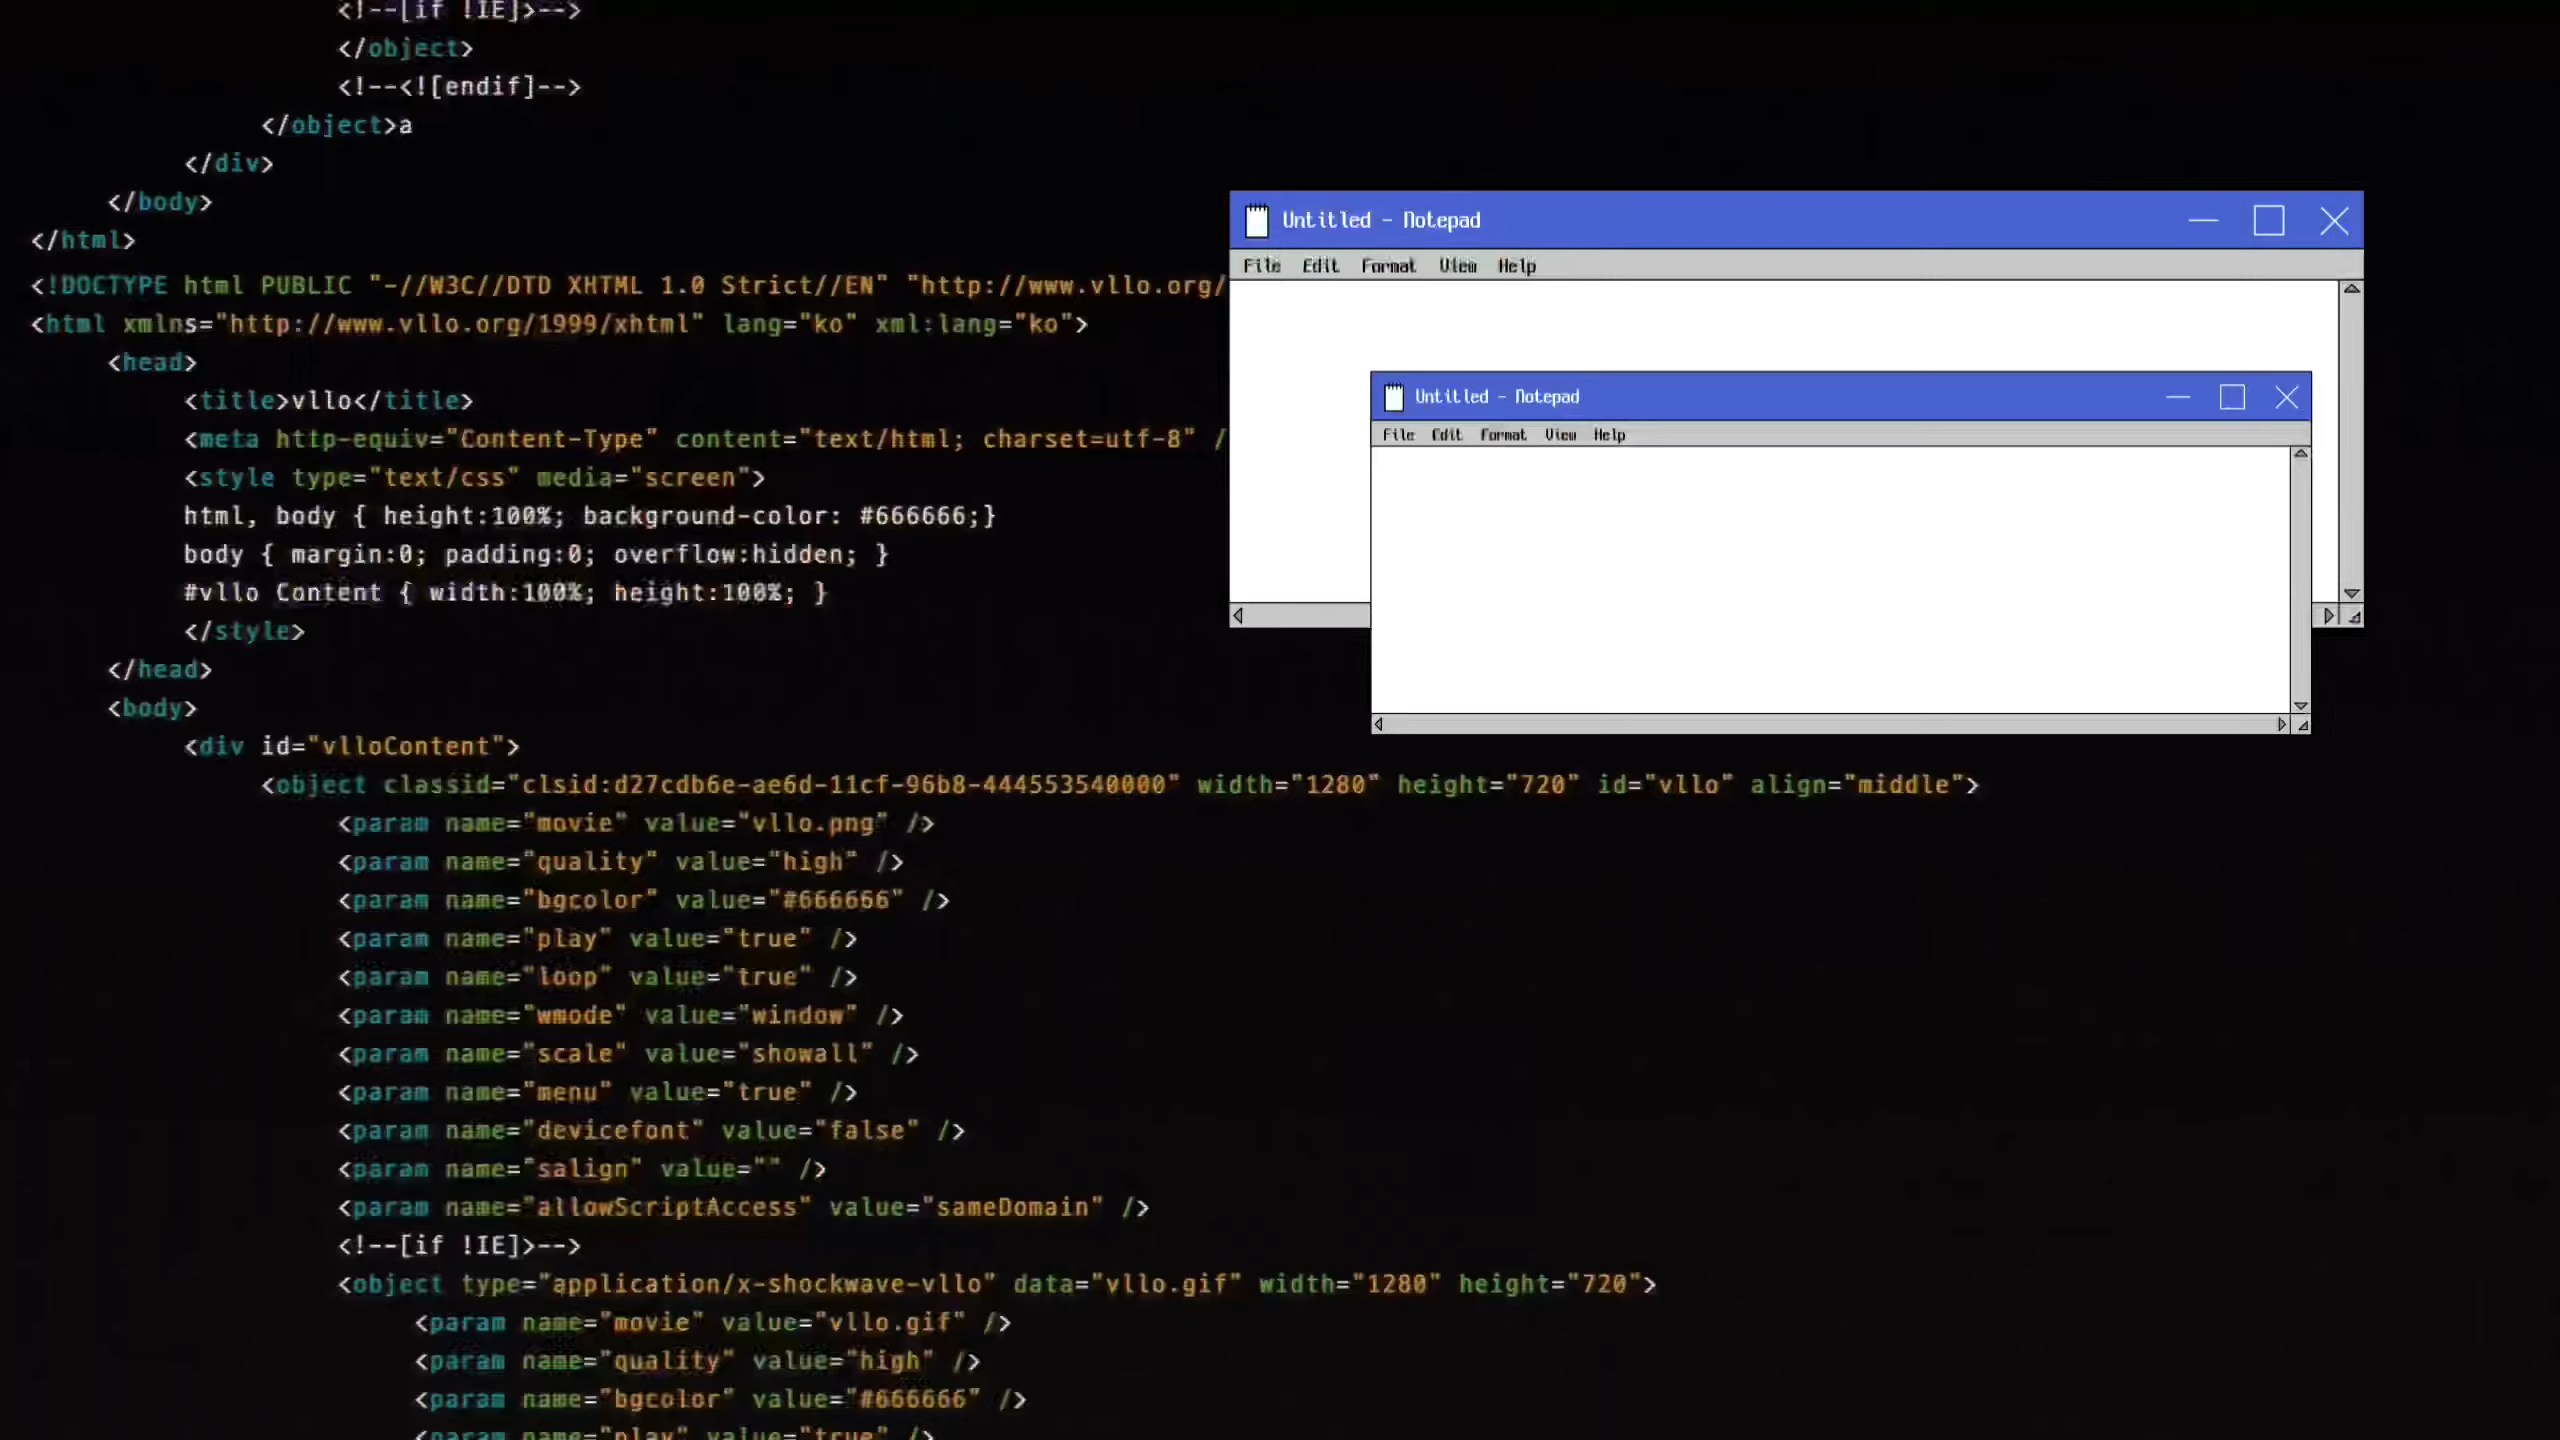 <!--[if !IE]>-->
</object>
<!--<![endif]-->
</object>a
</div>
</body>
</html>
<!DOCTYPE html PUBLIC "-//W3C//DTD XHTML 1.0 Strict//EN" "http://www.vllo.org/
<html xmlns="http://www.vllo.org/1999/xhtml" lang="ko" xml:lang="ko">
<head>
<title>vllo</title>
<meta http-equiv="Content-Type" content="text/html; charset=utf-8" /
<style type="text/css" media="screen">
html, body { height:100%; background-color: #666666;}
body { margin:0; padding:0; overflow:hidden; }
#vllo Content { width:100%; height:100%; }
</style>
</head>
<body>
<div id="vlloContent">
<object classid="clsid:d27cdb6e-ae6d-11cf-96b8-444553540000" width="1280" height="720" id="vllo" align="middle">
<param name="movie" value="vllo.png" />
<param name="quality" value="high" />
<param name="bgcolor" value="#666666" />
<param name="play" value="true" />
<param name="loop" value="true" />
<param name="wmode" value="window" />
<param name="scale" value="showall" />
<param name="menu" value="true" />
<param name="devicefont" value="false" />
<param name="salign" value="" />
<param name="allowScriptAccess" value="sameDomain" />
<!--[if !IE]>-->
<object type="application/x-shockwave-vllo" data="vllo.gif" width="1280" height="720">
<param name="movie" value="vllo.gif" />
<param name="quality" value="high" />
<param name="bgcolor" value="#666666" />
<param name="play" value="true" />
Untitled - Notepad
File Edit Format View Help
Untitled - Notepad
File Edit Format View Help